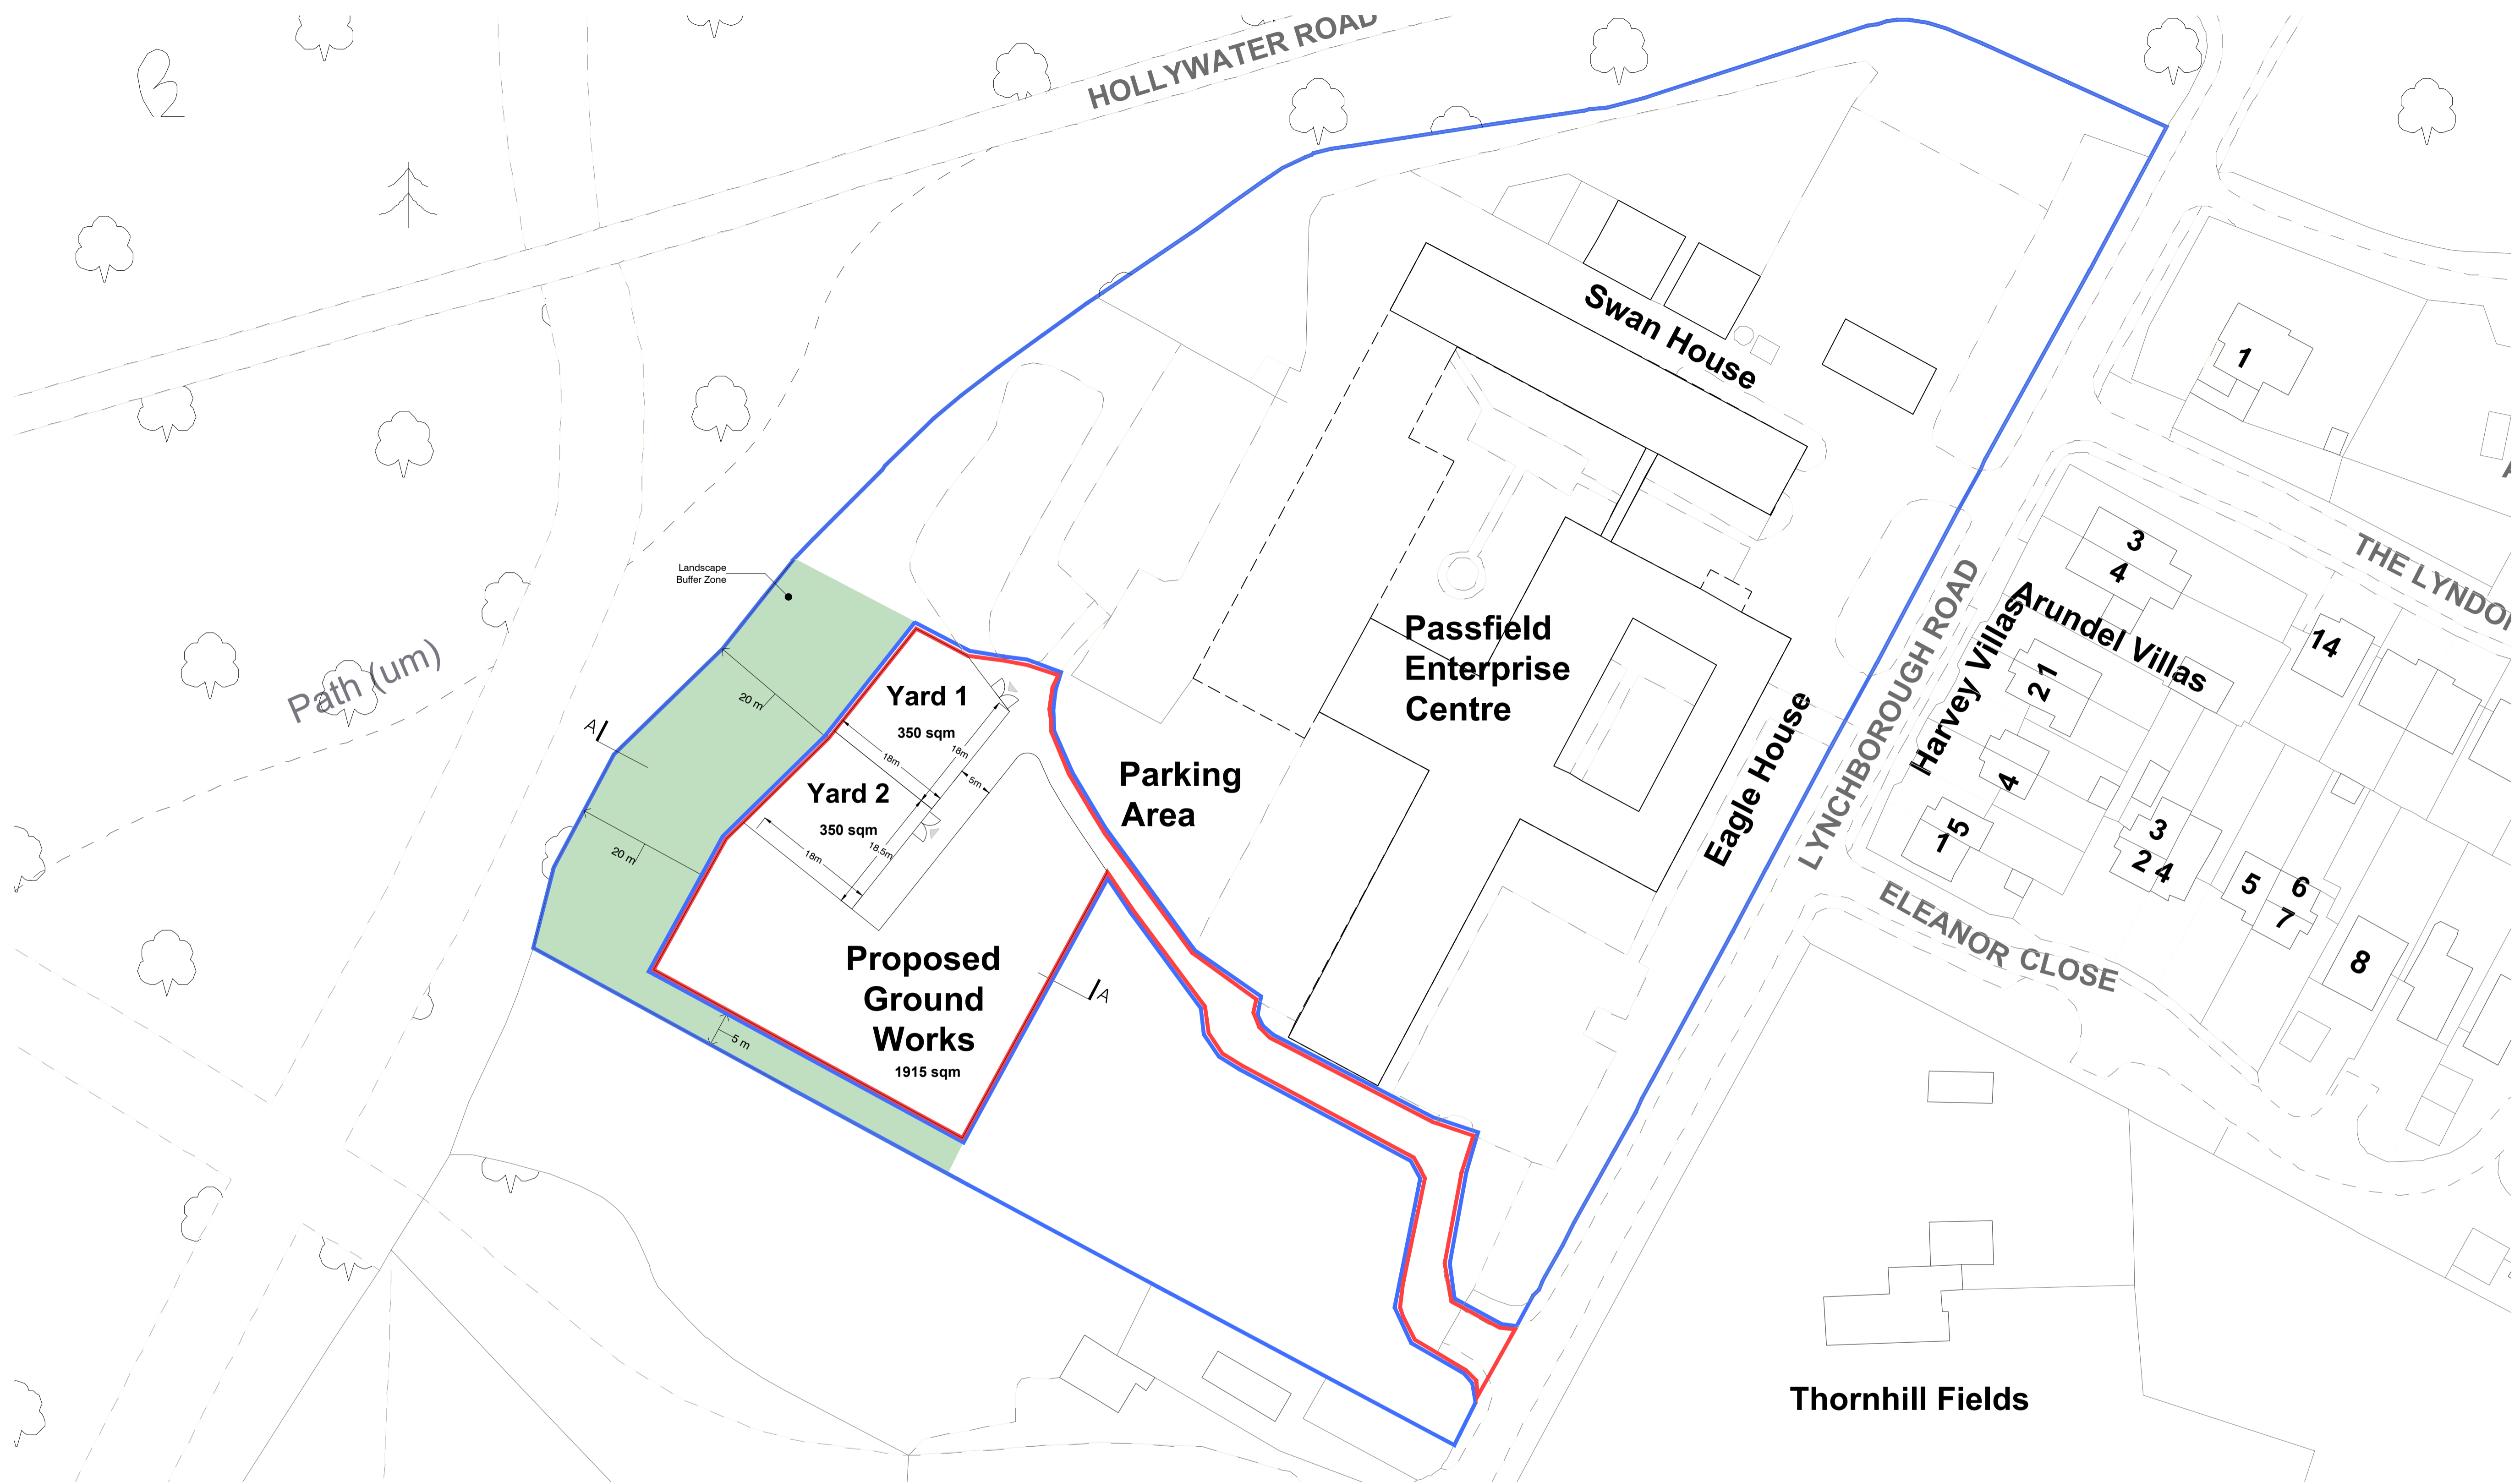 HOLLYWATER ROAD
Swan House
1
Landscape
Buffer Zone
THE LYNDO
3
4
Arundel Villas
14
Path (um)
20 m
A
Yard 1
350 sqm
18m
18m
5m
Yard 2
350 sqm
18m
18.5m
20 m
Passfield
Enterprise
Centre
Parking
Area
Eagle House
LYNCHBOROUGH ROAD
Harvey Villas
1
2
4
15
3
2
4
5
6
7
8
ELEANOR CLOSE
Proposed
Ground
Works
1915 sqm
A
5 m
Thornhill Fields